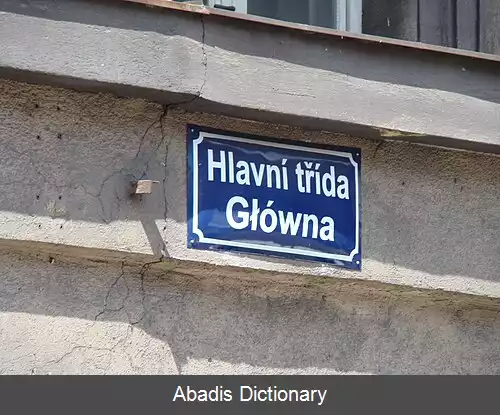 Hlavní třída
Główna
Abadis Dictionary